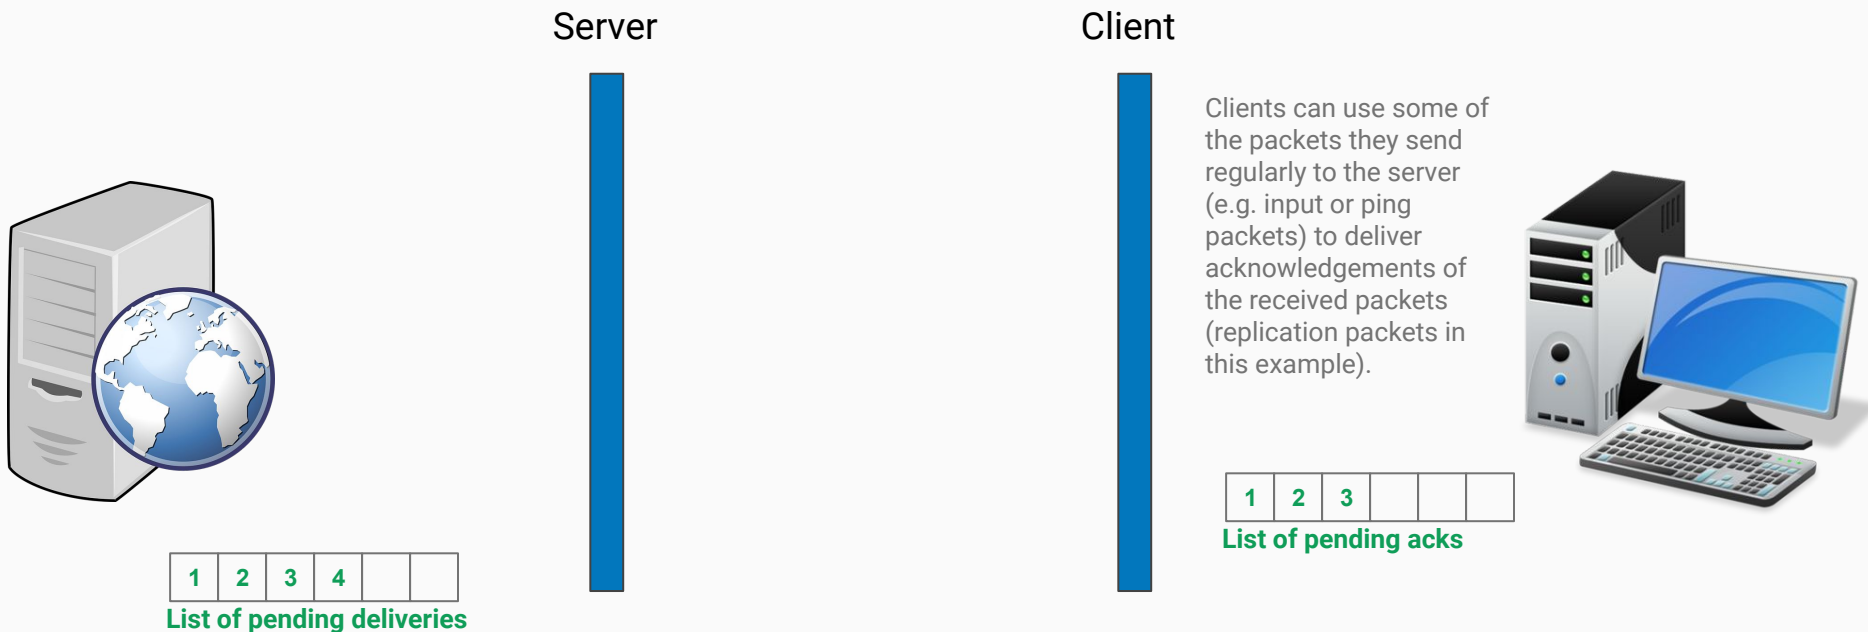 Server
Client
Clients can use some of
the packets they send
regularly to the server
(e.g. input or ping
packets) to deliver
acknowledgements of
the received packets
(replication packets in
this example).
1 2 3
List of pending acks
1 2 3 4
List of pending deliveries